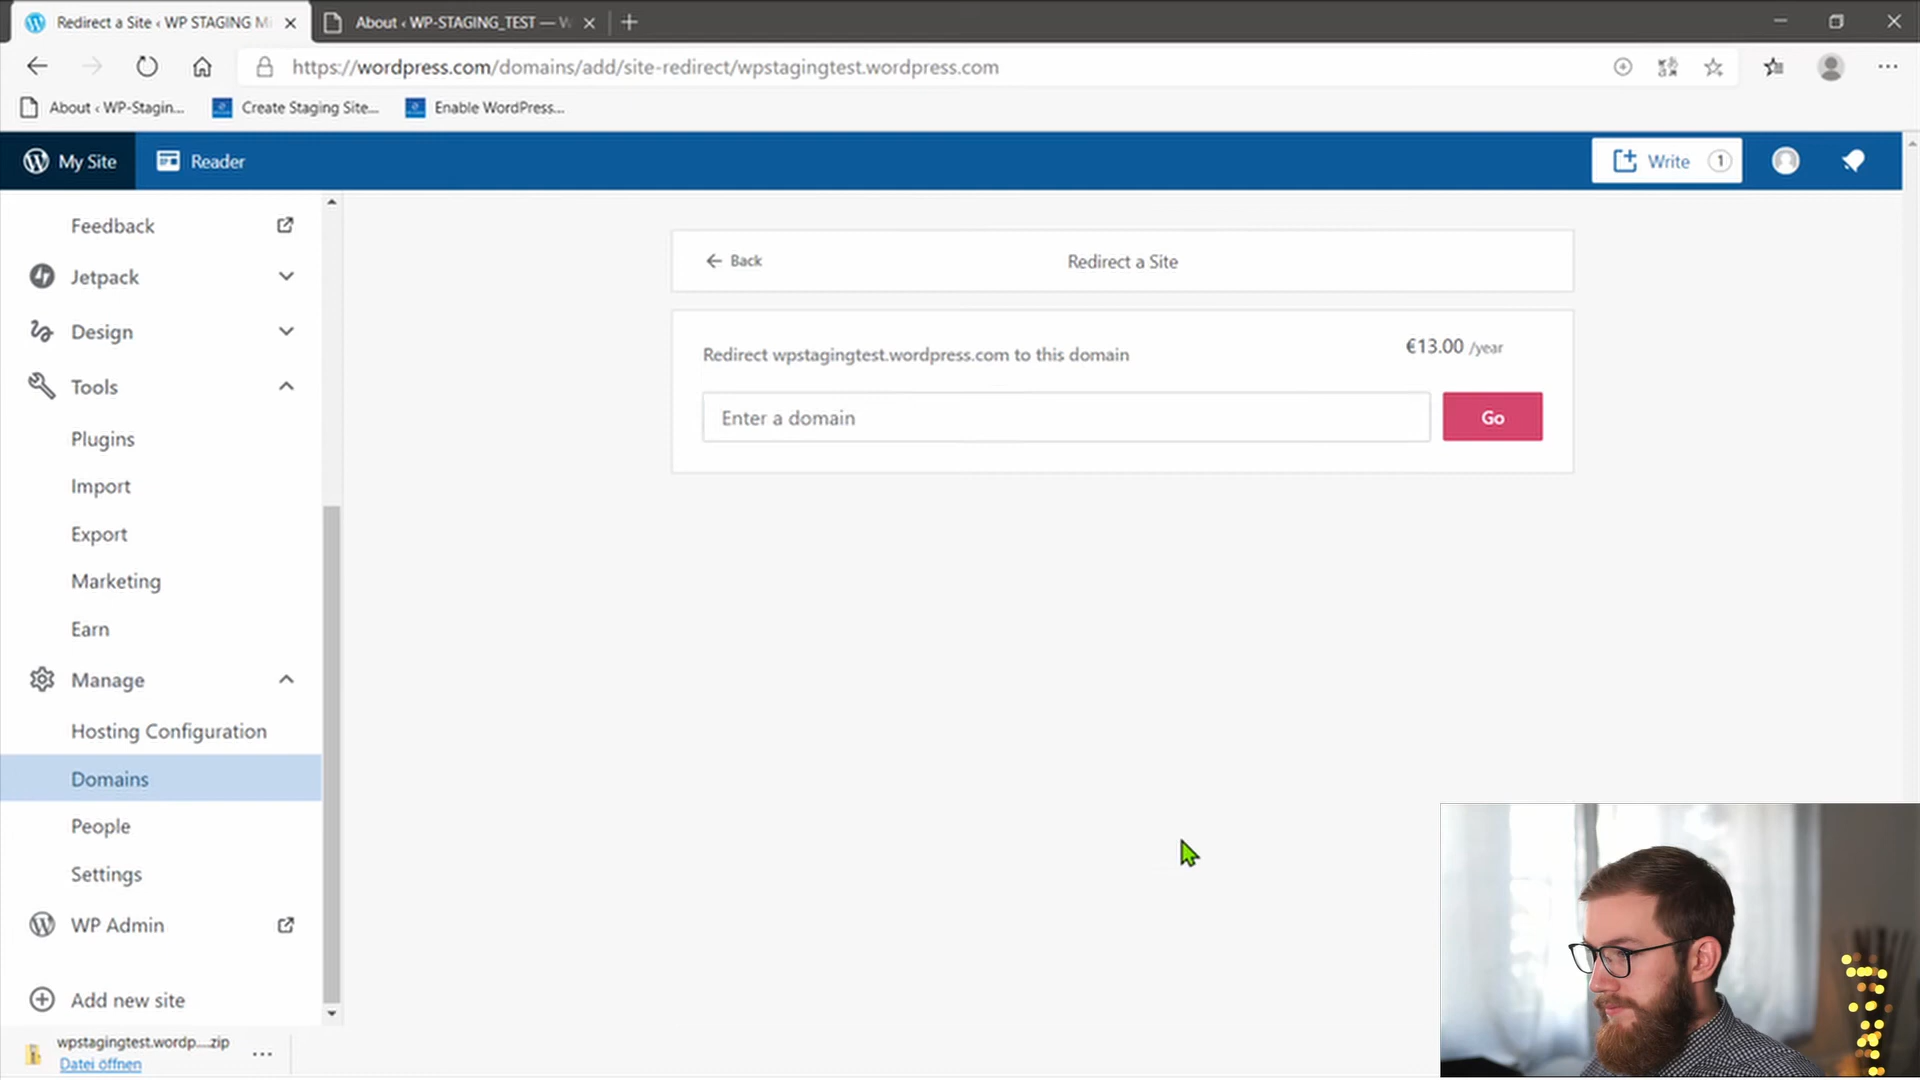 Redirect a Site ‹ WP STAGING M
About ‹ WP-STAGING_TEST — W
https://wordpress.com/domains/add/site-redirect/wpstagingtest.wordpress.com
About ‹ WP-Stagin...
Create Staging Site...
Enable WordPress...
My Site
Reader
Write 1
Feedback
Jetpack
Design
Tools
Plugins
Import
Export
Marketing
Earn
Manage
Hosting Configuration
Domains
People
Settings
WP Admin
Add new site
Back
Redirect a Site
Redirect wpstagingtest.wordpress.com to this domain
€13.00 /year
Enter a domain
Go
wpstagingtest.wordp....zip
Datei öffnen